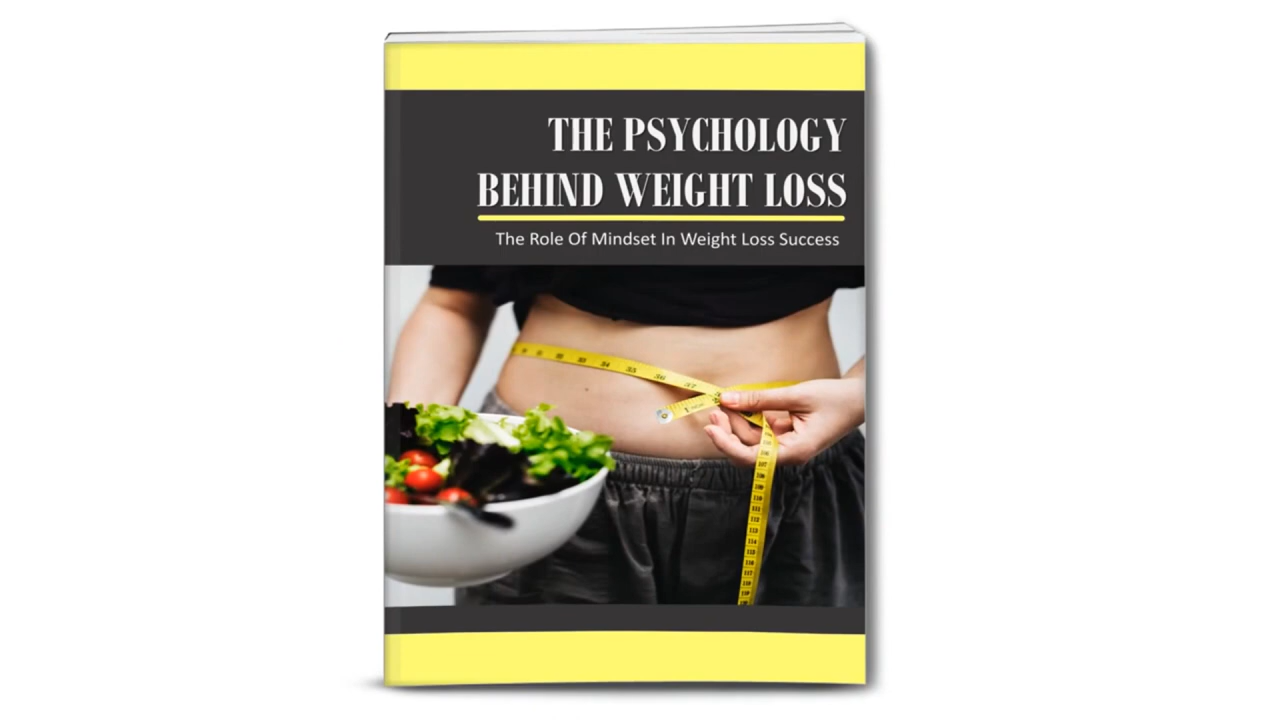 THE PSYCHOLOGY
BEHIND WEIGHT LOSS
The Role Of Mindset In Weight Loss Success